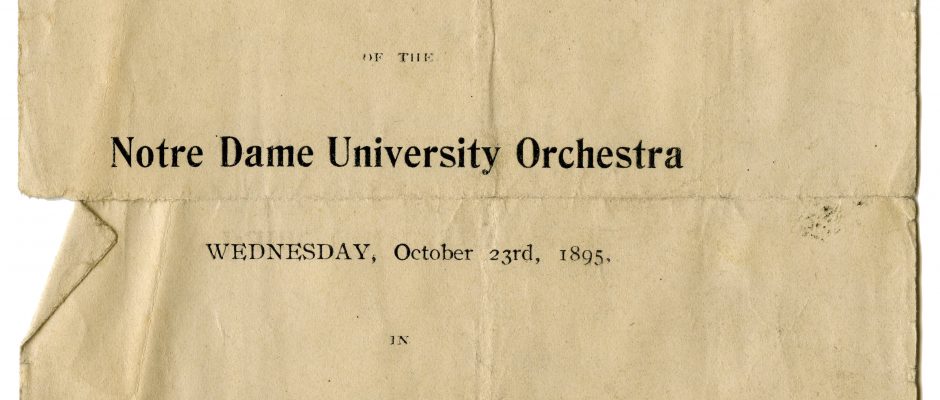 OF THE
Notre Dame University Orchestra
WEDNESDAY, October 23rd, 1895.
IN